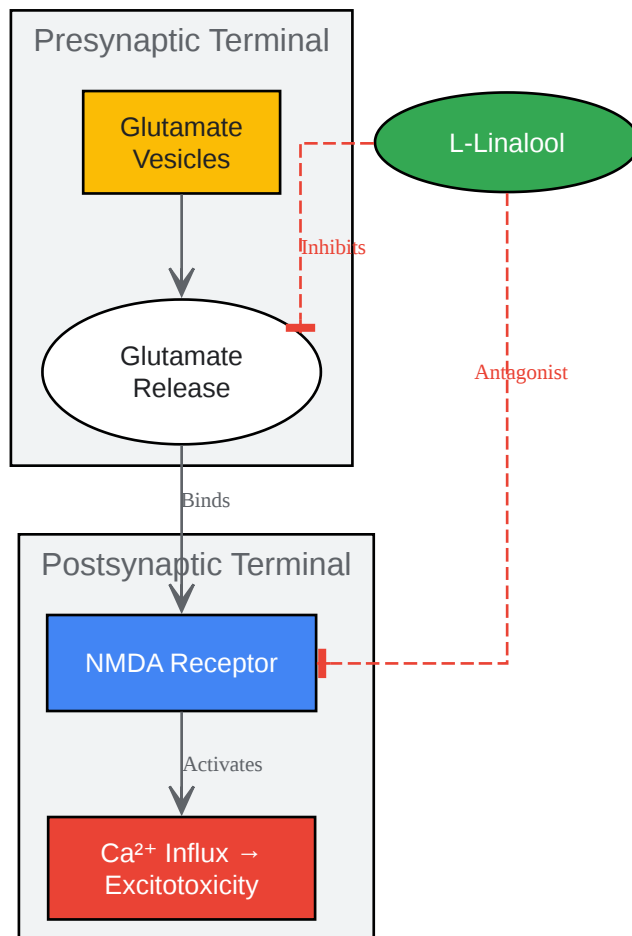 Presynaptic Terminal
Glutamate
Vesicles
L-Linalool
Inhibits
Glutamate
Release
Antagonist
Binds
Postsynaptic Terminal
NMDA Receptor
Activates
Ca²⁺ Influx →
Excitotoxicity